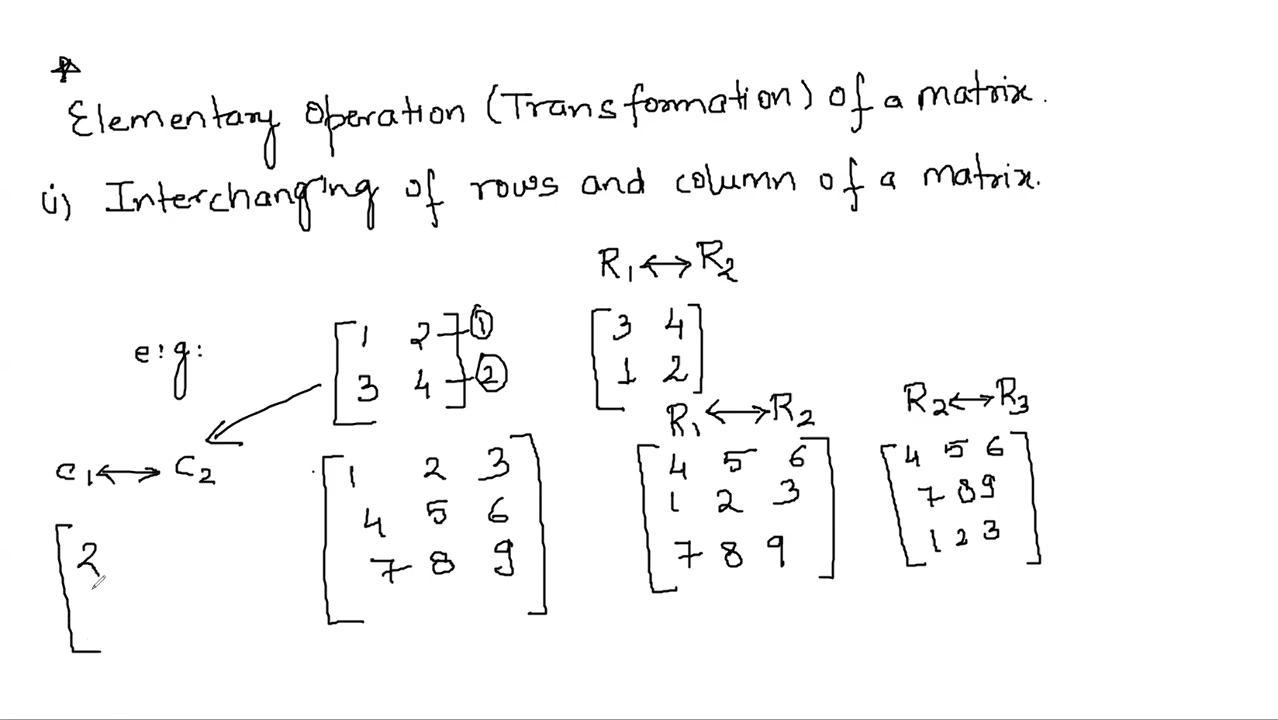 Elementary Operation (Transformation) of a matrix.
(i) Interchanging of rows and column of a matrix.
R1 ↔ R2
e:g:
1 2 ①
3 4 ②
3 4
1 2
C1 ↔ C2
2
1 2 3
4 5 6
7 8 9
R1 ↔ R2
4 5 6
1 2 3
7 8 9
R2 ↔ R3
4 5 6
7 8 9
1 2 3